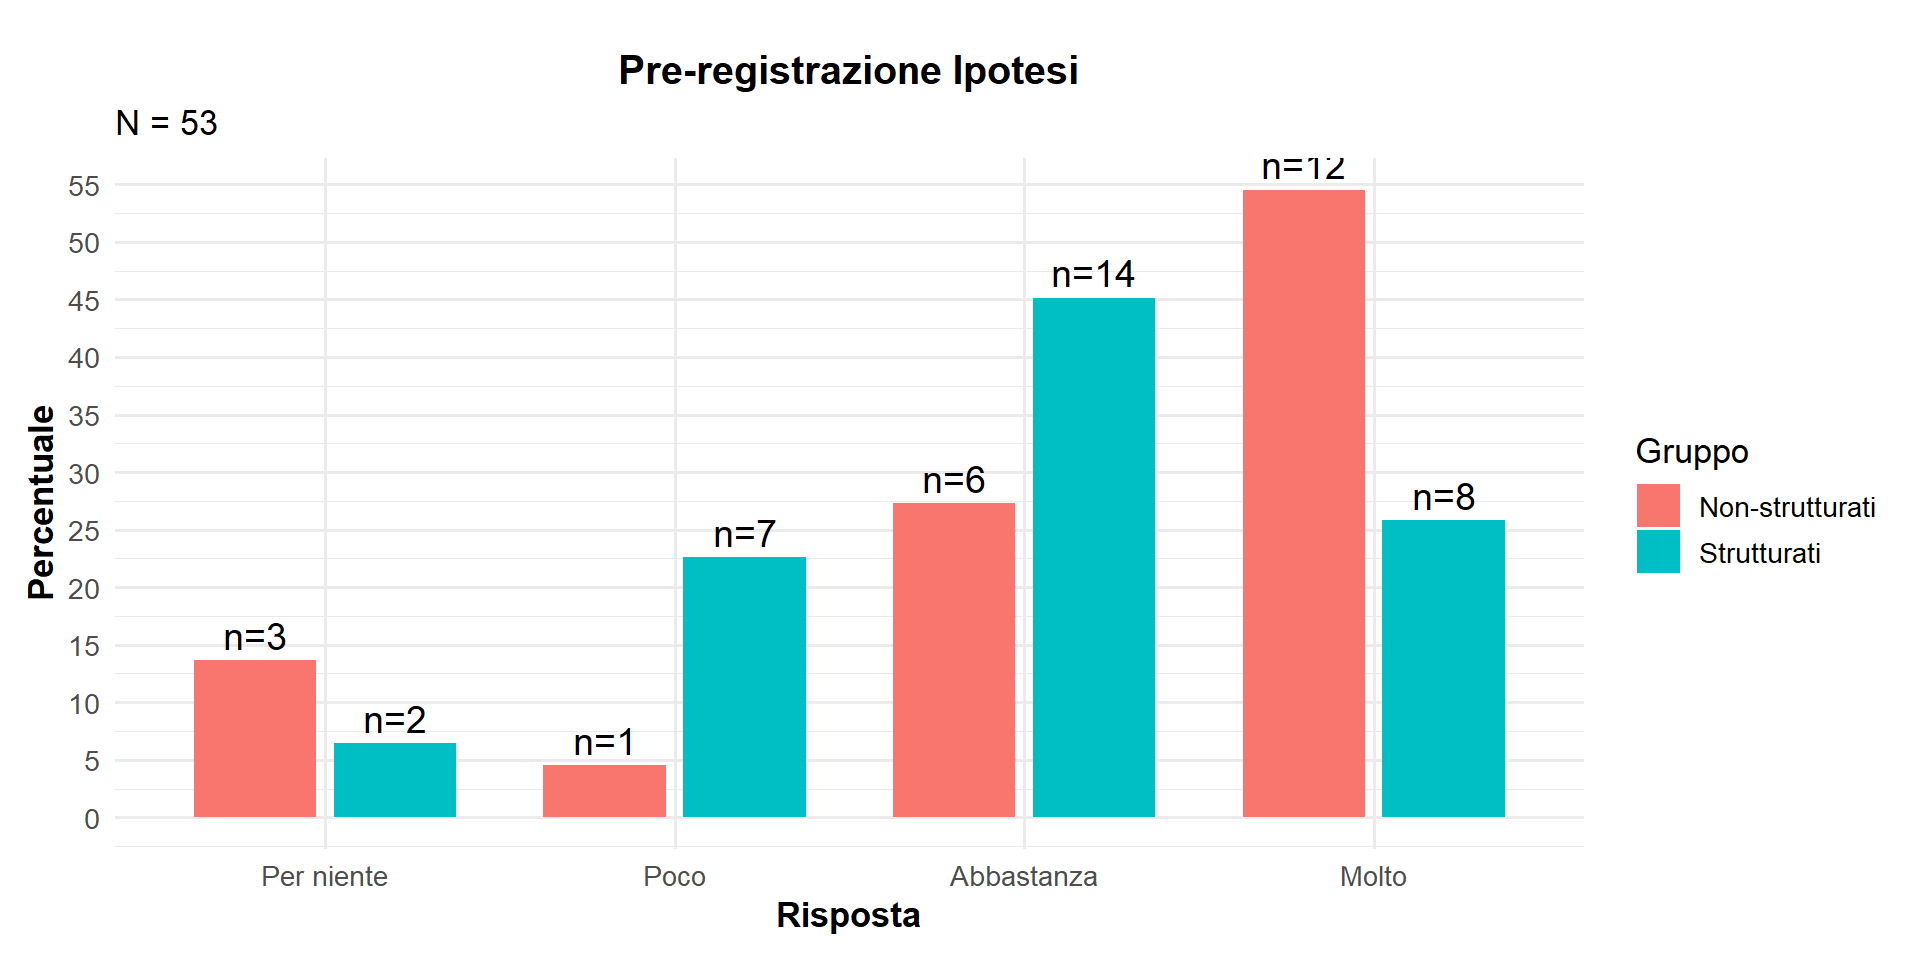 Pre-registrazione Ipotesi
N = 53
Percentuale
55
50
45
40
35
30
25
20
15
10
5
0
n=3
n=2
n=1
n=7
n=6
n=14
n=12
n=8
Per niente
Poco
Abbastanza
Molto
Risposta
Gruppo
Non-strutturati
Strutturati